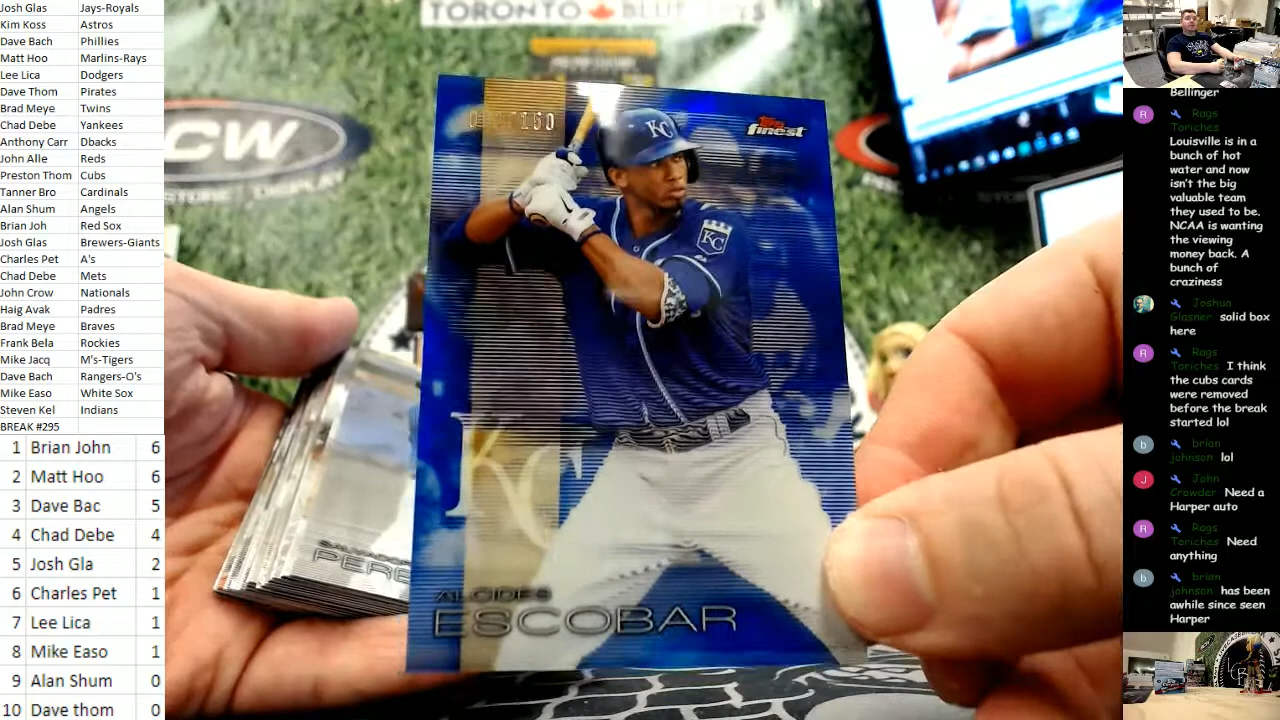 Josh Glas Jays-Royals
Kim Koss Astros
Dave Bach Phillies
Matt Hoo Marlins-Rays
Lee Lica Dodgers
Dave Thom Pirates
Brad Meye Twins
Chad Debe Yankees
Anthony Carr Dbacks
John Alle Reds
Preston Turn Cubs
Tanner Bro Cardinals
Alan Shum Angels
Brian Joh Red Sox
Josh Glas Brewers-Giants
Charles Pet A's
Chad Debe Mets
John Crow Nationals
Haig Avak Padres
Brad Meye Braves
Frank Bela Rockies
Mike Jacq M's-Tigers
Dave Bach Rengers-O's
Mike Easo White Sox
Steven Kel Indians
BREAK #295
1 Brian John 6
2 Matt Hoo 6
3 Dave Bac 5
4 Chad Debe 4
5 Josh Gla 2
6 Charles Pet 1
7 Lee Lica 1
8 Mike Easo 1
9 Alan Shum 0
10 Dave thom 0
TORONTO BLUE JAYS
CW
/150
Topps
finest
KC
KC
KC
ALCIDES
ESCOBAR
SALVADOR
PERE
Bellinger
R Rags
Toriches
Louisville is in a
bunch of hot
water and now
isn't the big
valuable team
they used to be.
NCAA is wanting
the viewing
money back. A
bunch of
craziness
Joshua
Glasner solid box
here
R Rags
Toriches I think
the cubs cards
were removed
before the break
started lol
b brian
johnson lol
J John
Crowder Need a
Harper auto
R Rags
Toriches Need
anything
b brian
johnson has been
awhile since seen
Harper